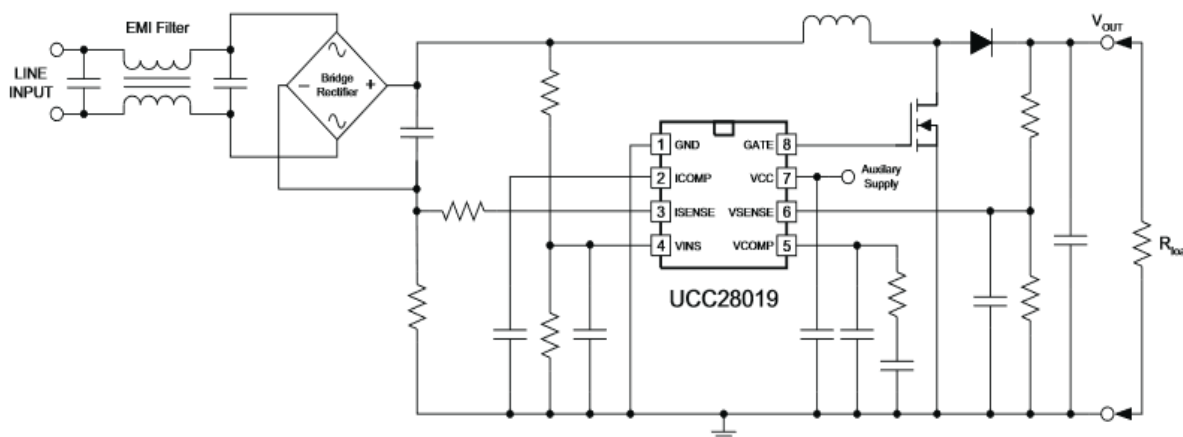 EMI Filter
LINE
INPUT
Bridge
Rectifier
−
+
V_OUT
1 GND
2 ICOMP
3 ISENSE
4 VINS
GATE 8
VCC 7
VSENSE 6
VCOMP 5
Auxilary
Supply
UCC28019